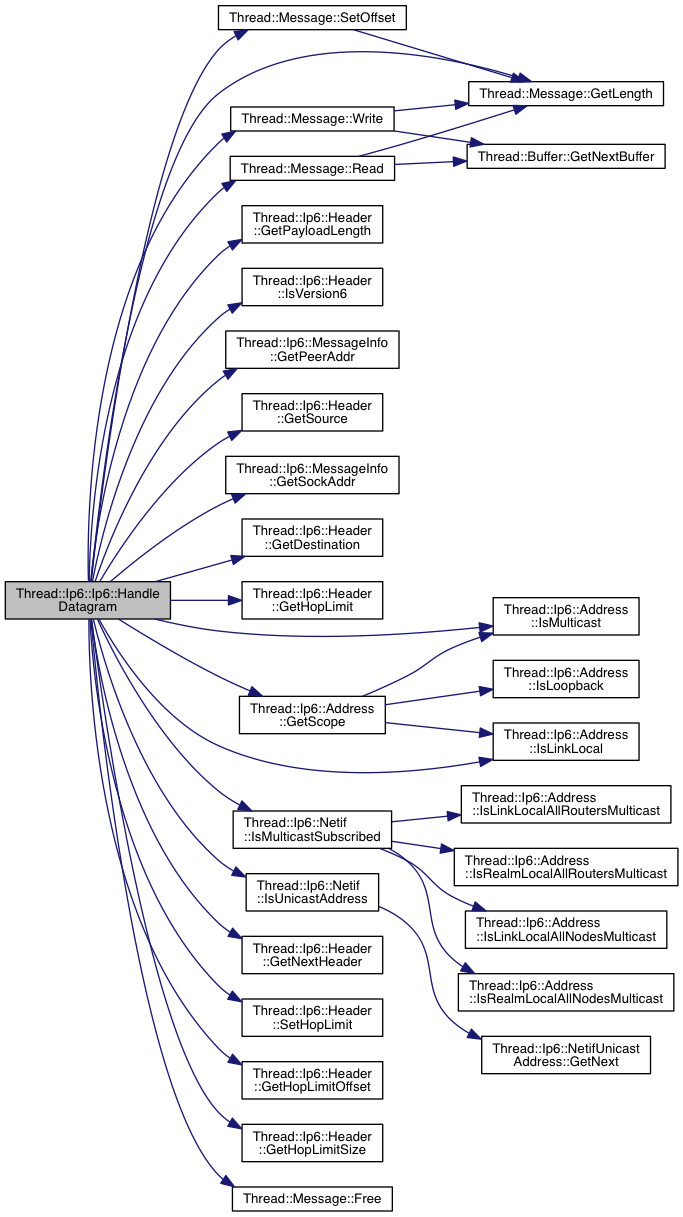 Thread::Message::SetOffset
Thread::Message::GetLength
Thread::Message::Write
Thread::Buffer::GetNextBuffer
Thread::Message::Read
Thread::Ip6::Header
::GetPayloadLength
Thread::Ip6::Header
::IsVersion6
Thread::Ip6::MessageInfo
::GetPeerAddr
Thread::Ip6::Header
::GetSource
Thread::Ip6::MessageInfo
::GetSockAddr
Thread::Ip6::Header
::GetDestination
Thread::Ip6::Ip6::Handle
Datagram
Thread::Ip6::Header
::GetHopLimit
Thread::Ip6::Address
::IsMulticast
Thread::Ip6::Address
::IsLoopback
Thread::Ip6::Address
::GetScope
Thread::Ip6::Address
::IsLinkLocal
Thread::Ip6::Address
::IsLinkLocalAllRoutersMulticast
Thread::Ip6::Netif
::IsMulticastSubscribed
Thread::Ip6::Address
::IsRealmLocalAllRoutersMulticast
Thread::Ip6::Netif
::IsUnicastAddress
Thread::Ip6::Address
::IsLinkLocalAllNodesMulticast
Thread::Ip6::Header
::GetNextHeader
Thread::Ip6::Address
::IsRealmLocalAllNodesMulticast
Thread::Ip6::Header
::SetHopLimit
Thread::Ip6::NetifUnicast
Address::GetNext
Thread::Ip6::Header
::GetHopLimitOffset
Thread::Ip6::Header
::GetHopLimitSize
Thread::Message::Free